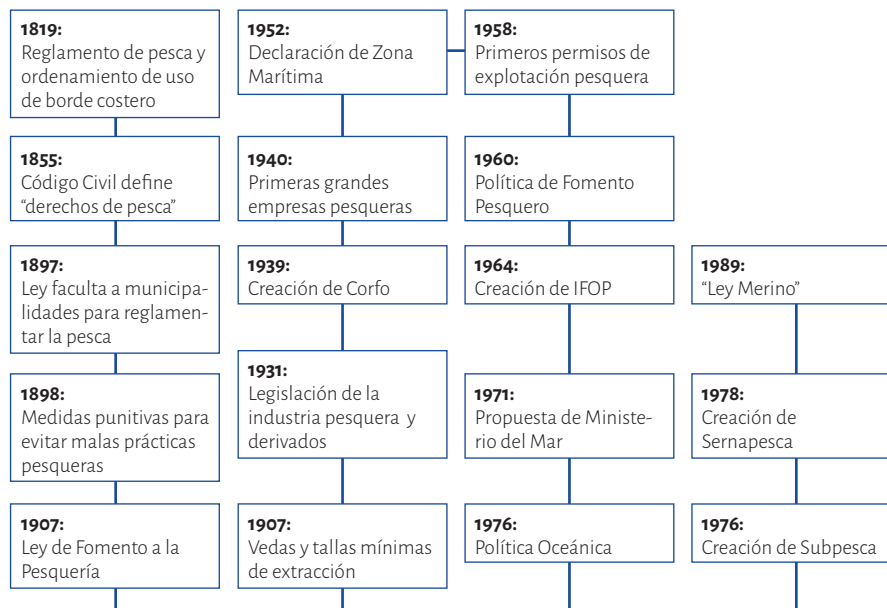 1819:
Reglamento de pesca y
ordenamiento de uso
de borde costero
1855:
Código Civil define
“derechos de pesca”
1897:
Ley faculta a municipa-
lidades para reglamen-
tar la pesca
1898:
Medidas punitivas para
evitar malas prácticas
pesqueras
1907:
Ley de Fomento a la
Pesquería
1952:
Declaración de Zona
Marítima
1940:
Primeras grandes
empresas pesqueras
1939:
Creación de Corfo
1931:
Legislación de la
industria pesquera y
derivados
1907:
Vedas y tallas mínimas
de extracción
1958:
Primeros permisos de
explotación pesquera
1960:
Política de Fomento
Pesquero
1964:
Creación de IFOP
1971:
Propuesta de Ministe-
rio del Mar
1976:
Política Oceánica
1989:
“Ley Merino”
1978:
Creación de
Sernapesca
1976:
Creación de Subpesca